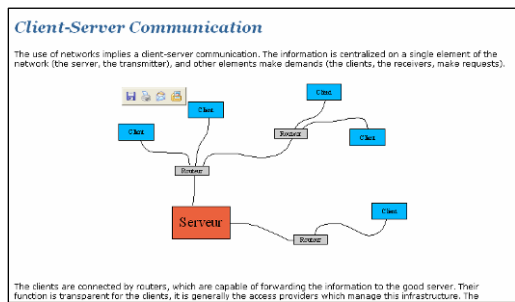 Client-Server Communication
The use of networks implies a client-server communication. The information is centralized on a single element of the
network (the server, the transmitter), and other elements make demands (the clients, the receivers, make requests).
Client
Client
Client
Routeur
Client
Routeur
Serveur
Client
Routeur
The clients are connected by routers, which are capable of forwarding the information to the good server. Their
function is transparent for the clients, it is generally the access providers which manage this infrastructure. The